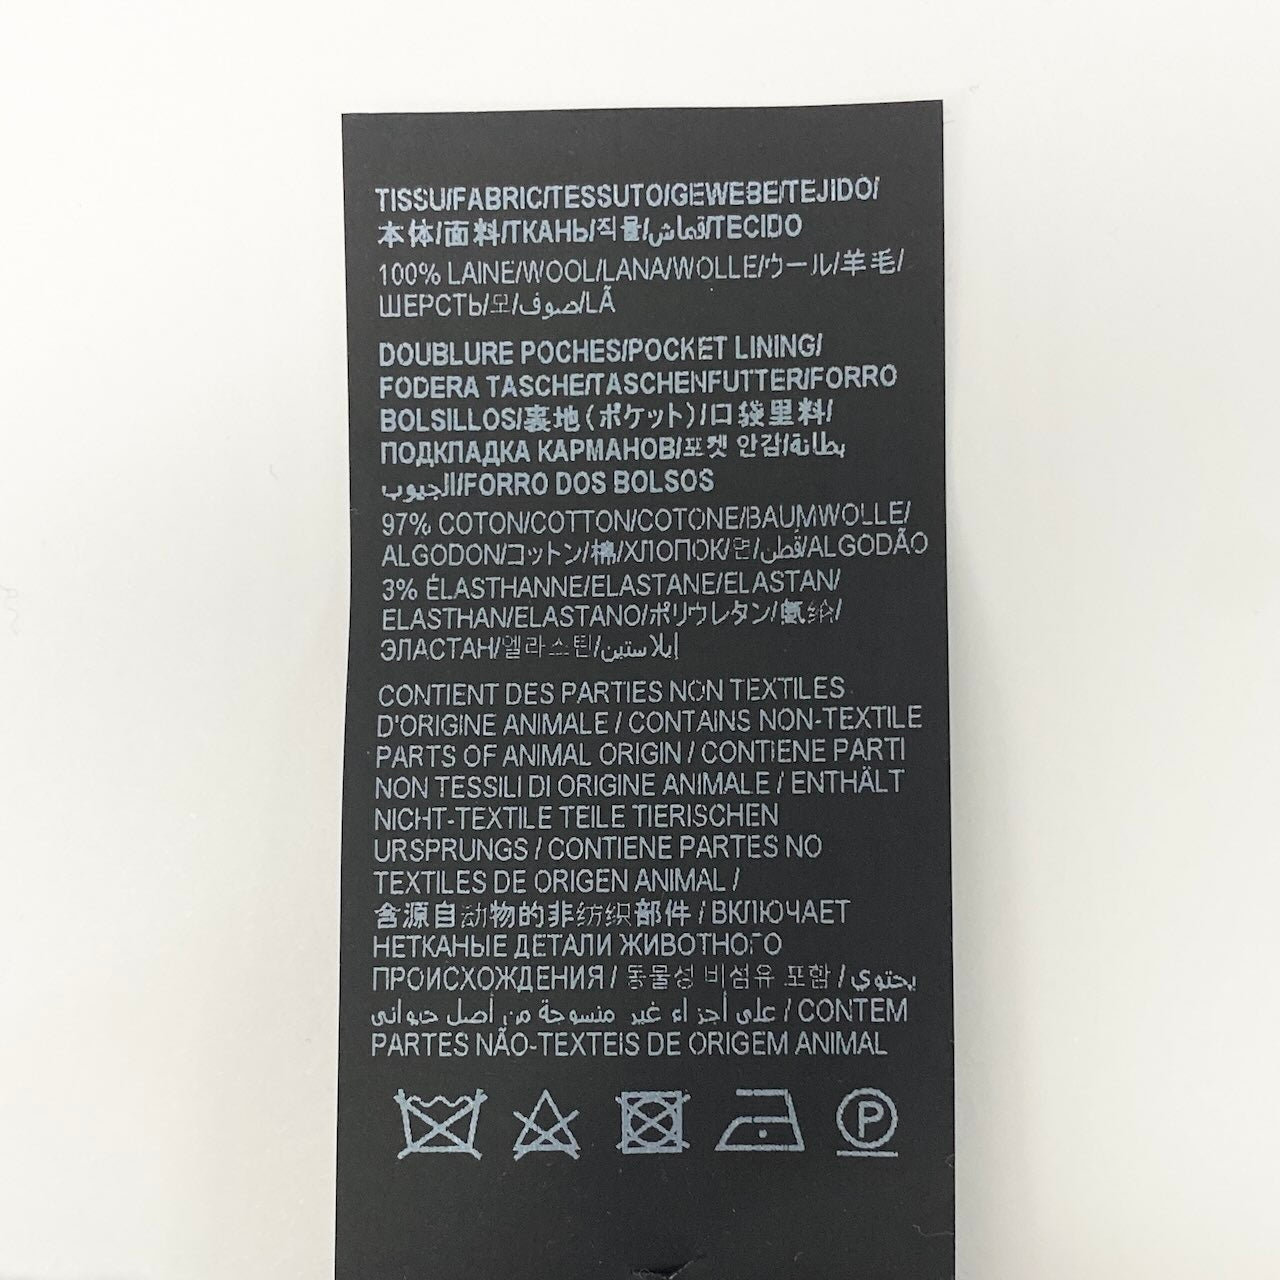 TISSU/FABRIC/TESSUTO/GEWEBE/TEJIDO/
本体/面料/ТКАНЬ/직물/قماش/TECIDO
100% LAINE/WOOL/LANA/WOLLE/ウール/羊毛/
ШЕРСТЬ/모/صوف/LÃ
DOUBLURE POCHES/POCKET LINING/
FODERA TASCHE/TASCHENFUTTER/FORRO
BOLSILLOS/裏地(ポケット)/口袋里料/
ПОДКЛАДКА КАРМАНОВ/포켓 안감/بطانة
الجيوب/FORRO DOS BOLSOS
97% COTON/COTTON/COTONE/BAUMWOLLE/
ALGODON/コットン/棉/ХЛОПОК/면/قطن/ALGODÃO
3% ÉLASTHANNE/ELASTANE/ELASTAN/
ELASTHAN/ELASTANO/ポリウレタン/氨纶/
ЭЛАСТАН/엘라스틴/إيلاستين
CONTIENT DES PARTIES NON TEXTILES
D'ORIGINE ANIMALE / CONTAINS NON-TEXTILE
PARTS OF ANIMAL ORIGIN / CONTIENE PARTI
NON TESSILI DI ORIGINE ANIMALE / ENTHÄLT
NICHT-TEXTILE TEILE TIERISCHEN
URSPRUNGS / CONTIENE PARTES NO
TEXTILES DE ORIGEN ANIMAL /
含源自动物的非纺织部件 / ВКЛЮЧАЕТ
НЕТКАНЫЕ ДЕТАЛИ ЖИВОТНОГО
ПРОИСХОЖДЕНИЯ / 동물성 비섬유 포함 / يحتوي
على أجزاء غير منسوجة من أصل حيواني / CONTEM
PARTES NÃO-TEXTEIS DE ORIGEM ANIMAL
P